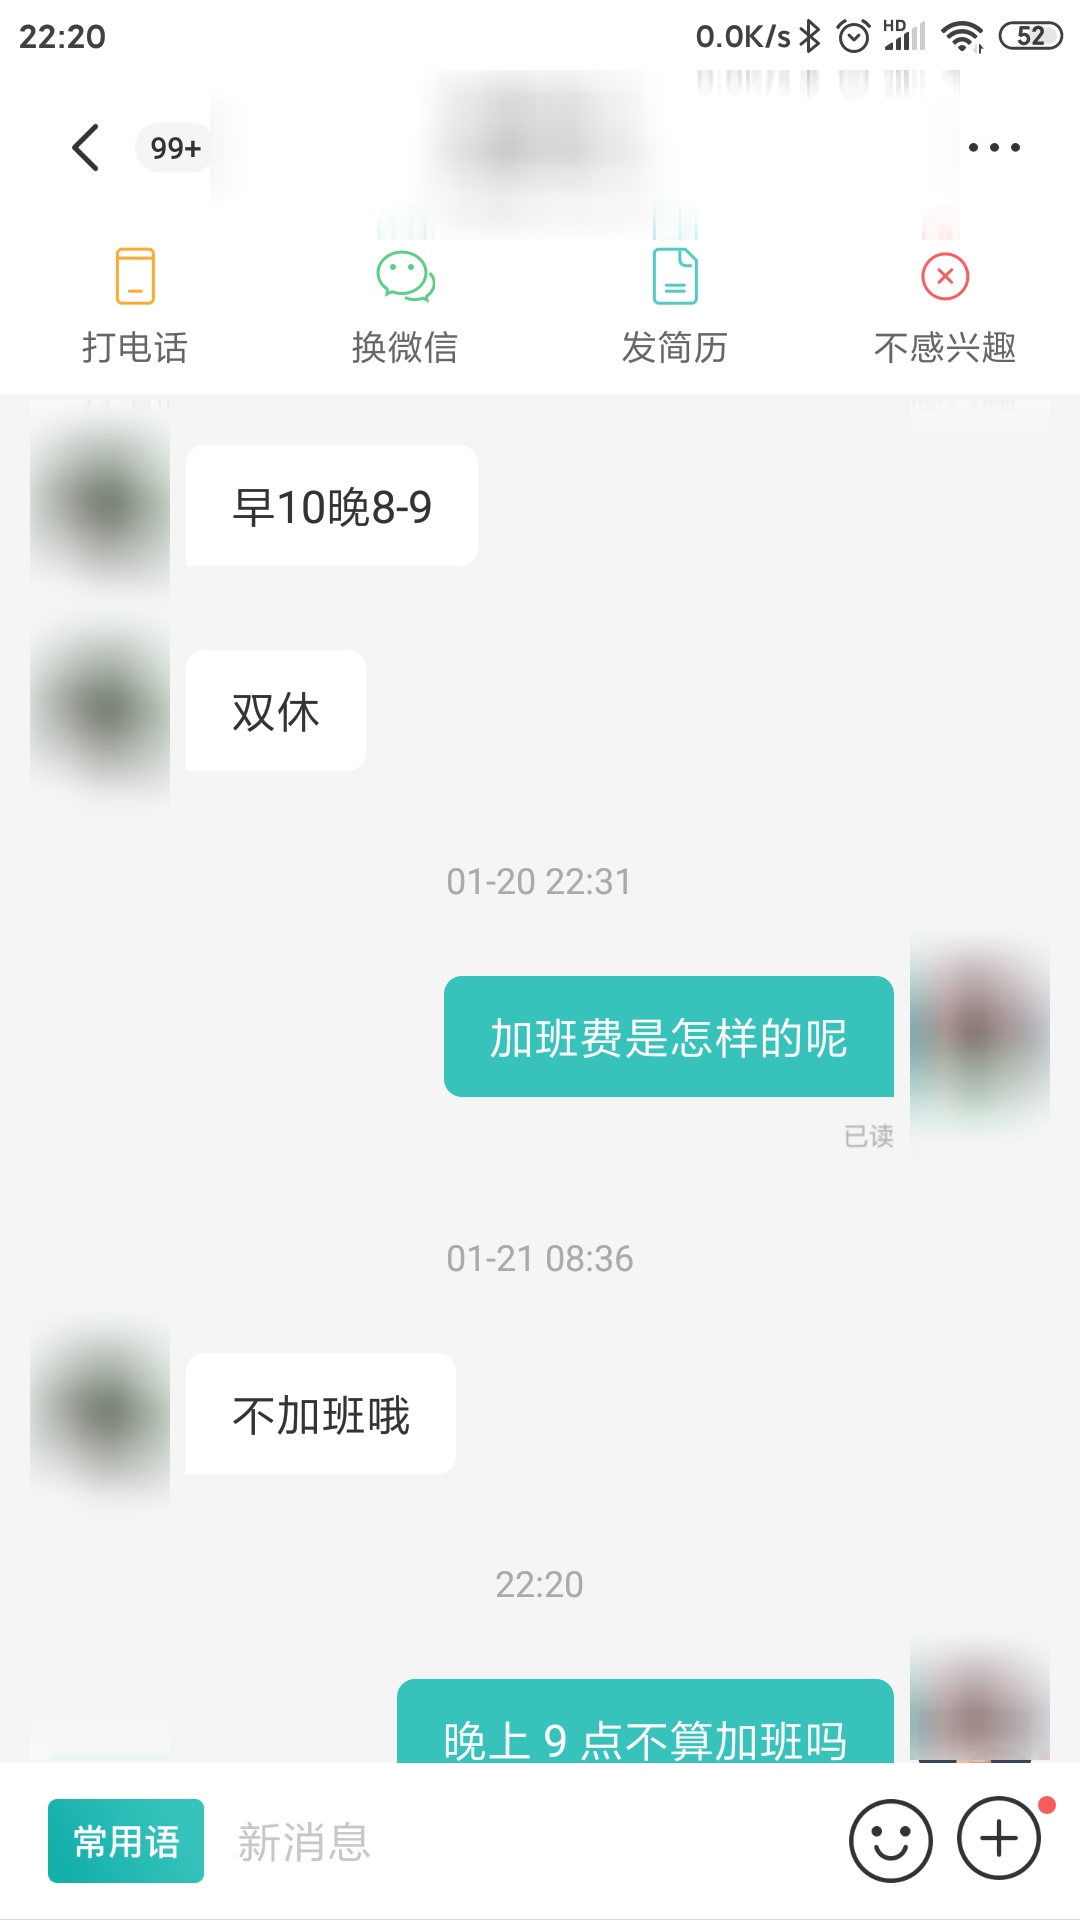 22:20
0.0K/s HD 52
99+
打电话 换微信 发简历 不感兴趣
早10晚8-9
双休
01-20 22:31
加班费是怎样的呢
已读
01-21 08:36
不加班哦
22:20
晚上 9 点不算加班吗
常用语 新消息